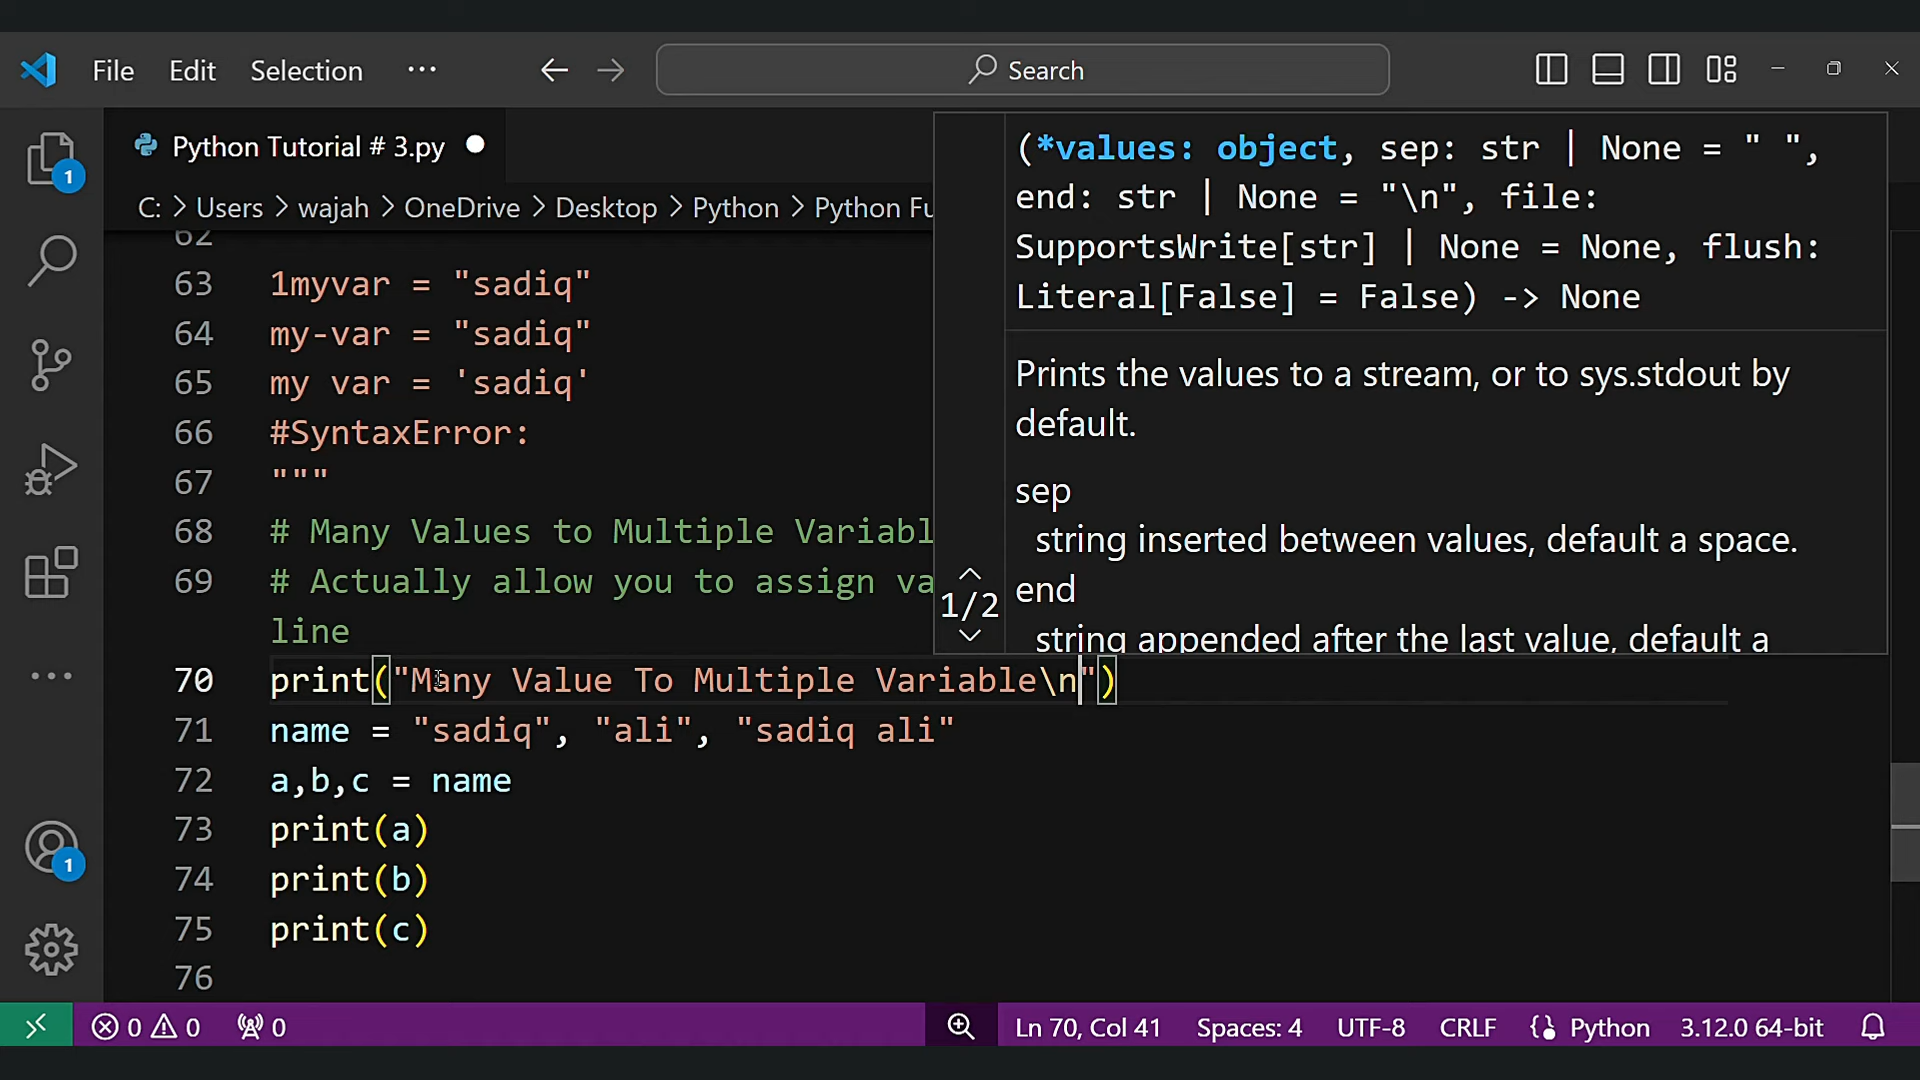 File Edit Selection ··· Search
Python Tutorial # 3.py
C: > Users > wajah > OneDrive > Desktop > Python > Python Fu
62
63 1myvar = "sadiq"
64 my-var = "sadiq"
65 my var = 'sadiq'
66 #SyntaxError:
67 """
68 # Many Values to Multiple Variabl
69 # Actually allow you to assign va
line
70 print("Many Value To Multiple Variable\n")
71 name = "sadiq", "ali", "sadiq ali"
72 a,b,c = name
73 print(a)
74 print(b)
75 print(c)
76
(*values: object, sep: str | None = " ",
end: str | None = "\n", file:
SupportsWrite[str] | None = None, flush:
Literal[False] = False) -> None
Prints the values to a stream, or to sys.stdout by
default.
sep
string inserted between values, default a space.
1/2
end
string appended after the last value, default a
1
1
0 0 0 Ln 70, Col 41 Spaces: 4 UTF-8 CRLF Python 3.12.0 64-bit